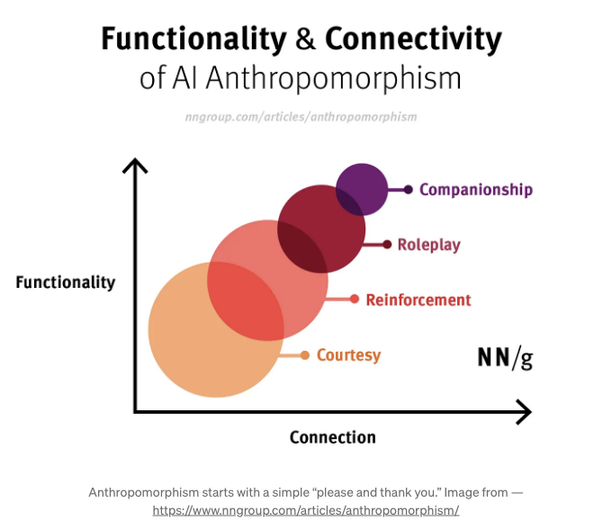 Functionality & Connectivity
of AI Anthropomorphism
nngroup.com/articles/anthropomorphism
Companionship
Roleplay
Functionality
Reinforcement
Courtesy
NN/g
Connection
Anthropomorphism starts with a simple “please and thank you.” Image from —
https://www.nngroup.com/articles/anthropomorphism/